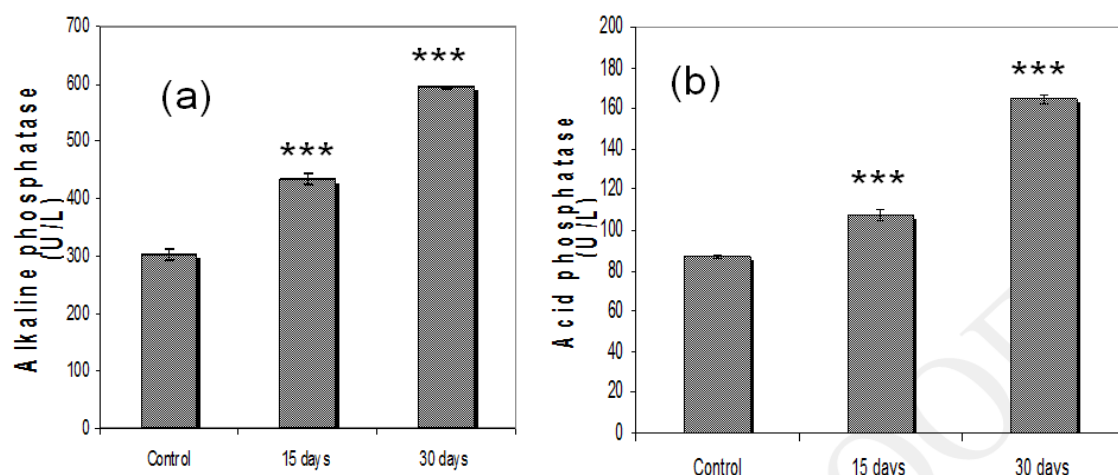 (a)
Alkaline phosphatase
(U/L)
700
600
500
400
300
200
100
0
***
***
Control
15 days
30 days
(b)
Acid phosphatase
(U/L)
200
180
160
140
120
100
80
60
40
20
0
***
***
Control
15 days
30 days